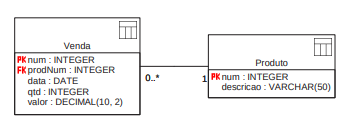 Venda
PK num : INTEGER
FK prodNum : INTEGER
data : DATE
qtd : INTEGER
valor : DECIMAL(10, 2)
0..*
1
Produto
PK num : INTEGER
descricao : VARCHAR(50)